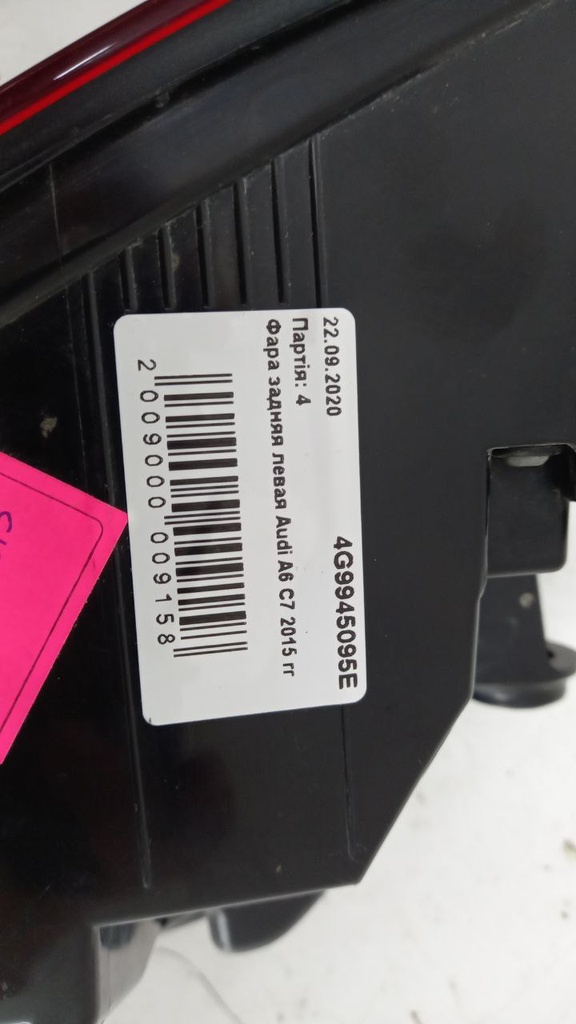 22.09.2020
4G9945095E
Партія: 4
Фара задняя левая Audi A6 C7 2015 гг
2 009000 009158